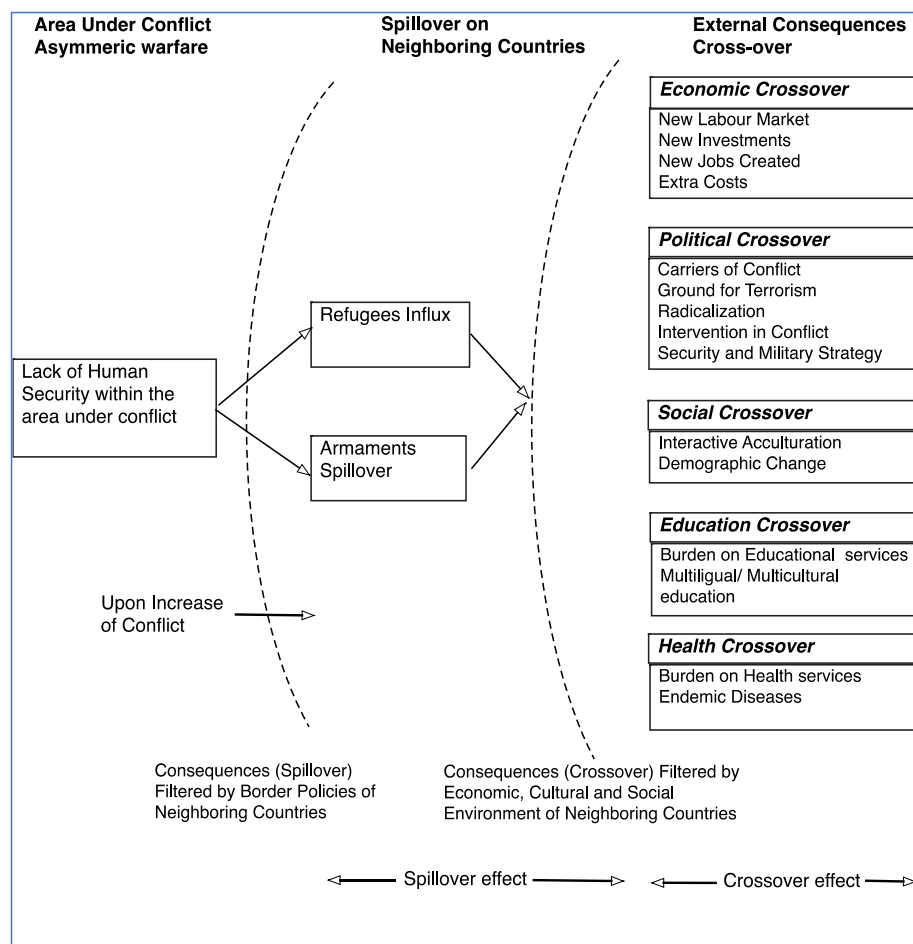 Area Under Conflict
Asymmeric warfare
Spillover on
Neighboring Countries
External Consequences
Cross-over
Economic Crossover
New Labour Market
New Investments
New Jobs Created
Extra Costs
Political Crossover
Carriers of Conflict
Ground for Terrorism
Radicalization
Intervention in Conflict
Security and Military Strategy
Refugees Influx
Lack of Human
Security within the
area under conflict
Armaments
Spillover
Social Crossover
Interactive Acculturation
Demographic Change
Education Crossover
Burden on Educational services
Multiligual/ Multicultural
education
Upon Increase
of Conflict
Health Crossover
Burden on Health services
Endemic Diseases
Consequences (Spillover)
Filtered by Border Policies of
Neighboring Countries
Consequences (Crossover) Filtered by
Economic, Cultural and Social
Environment of Neighboring Countries
Spillover effect
Crossover effect